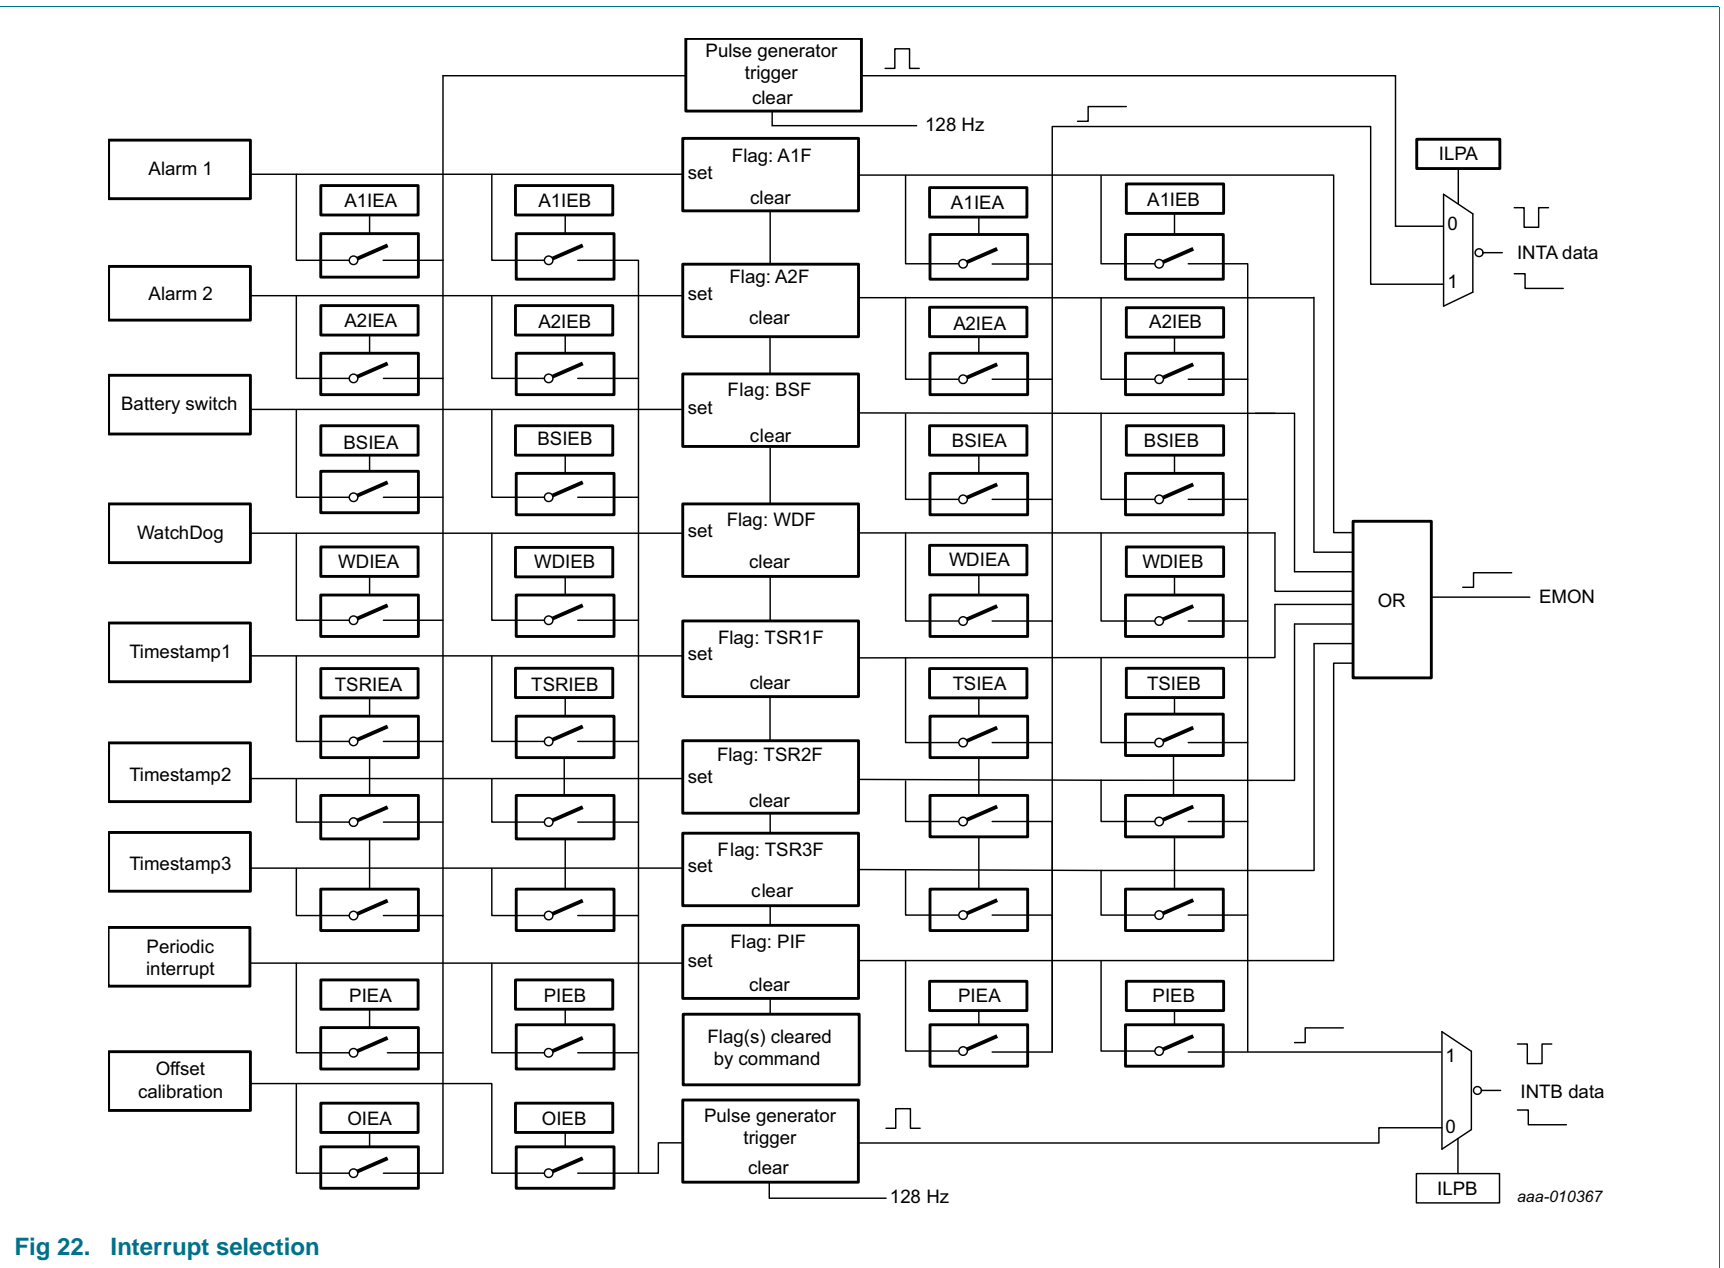 Pulse generator
trigger
clear
128 Hz
Alarm 1
Flag: A1F
set
clear
ILPA
A1IEA
A1IEB
A1IEA
A1IEB
0
INTA data
1
Alarm 2
Flag: A2F
set
clear
A2IEA
A2IEB
A2IEA
A2IEB
Battery switch
Flag: BSF
set
clear
BSIEA
BSIEB
BSIEA
BSIEB
WatchDog
Flag: WDF
set
clear
WDIEA
WDIEB
WDIEA
WDIEB
OR
EMON
Timestamp1
Flag: TSR1F
set
clear
TSRIEA
TSRIEB
TSIEA
TSIEB
Timestamp2
Flag: TSR2F
set
clear
Timestamp3
Flag: TSR3F
set
clear
Periodic
interrupt
Flag: PIF
set
clear
PIEA
PIEB
PIEA
PIEB
Flag(s) cleared
by command
Offset
calibration
1
INTB data
0
OIEA
OIEB
Pulse generator
trigger
clear
128 Hz
ILPB
aaa-010367
Fig 22. Interrupt selection